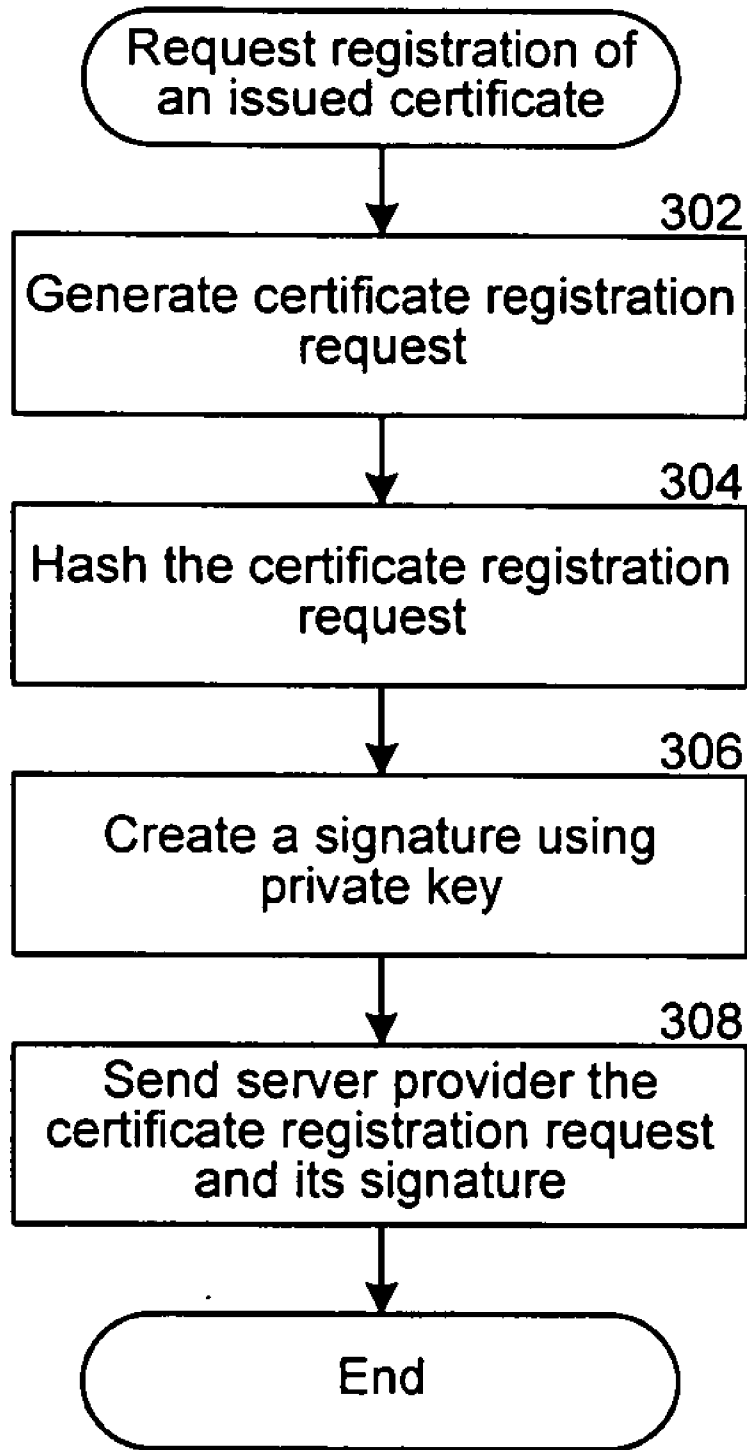 Request registration of
an issued certificate
302
Generate certificate registration
request
304
Hash the certificate registration
request
306
Create a signature using
private key
308
Send server provider the
certificate registration request
and its signature
End